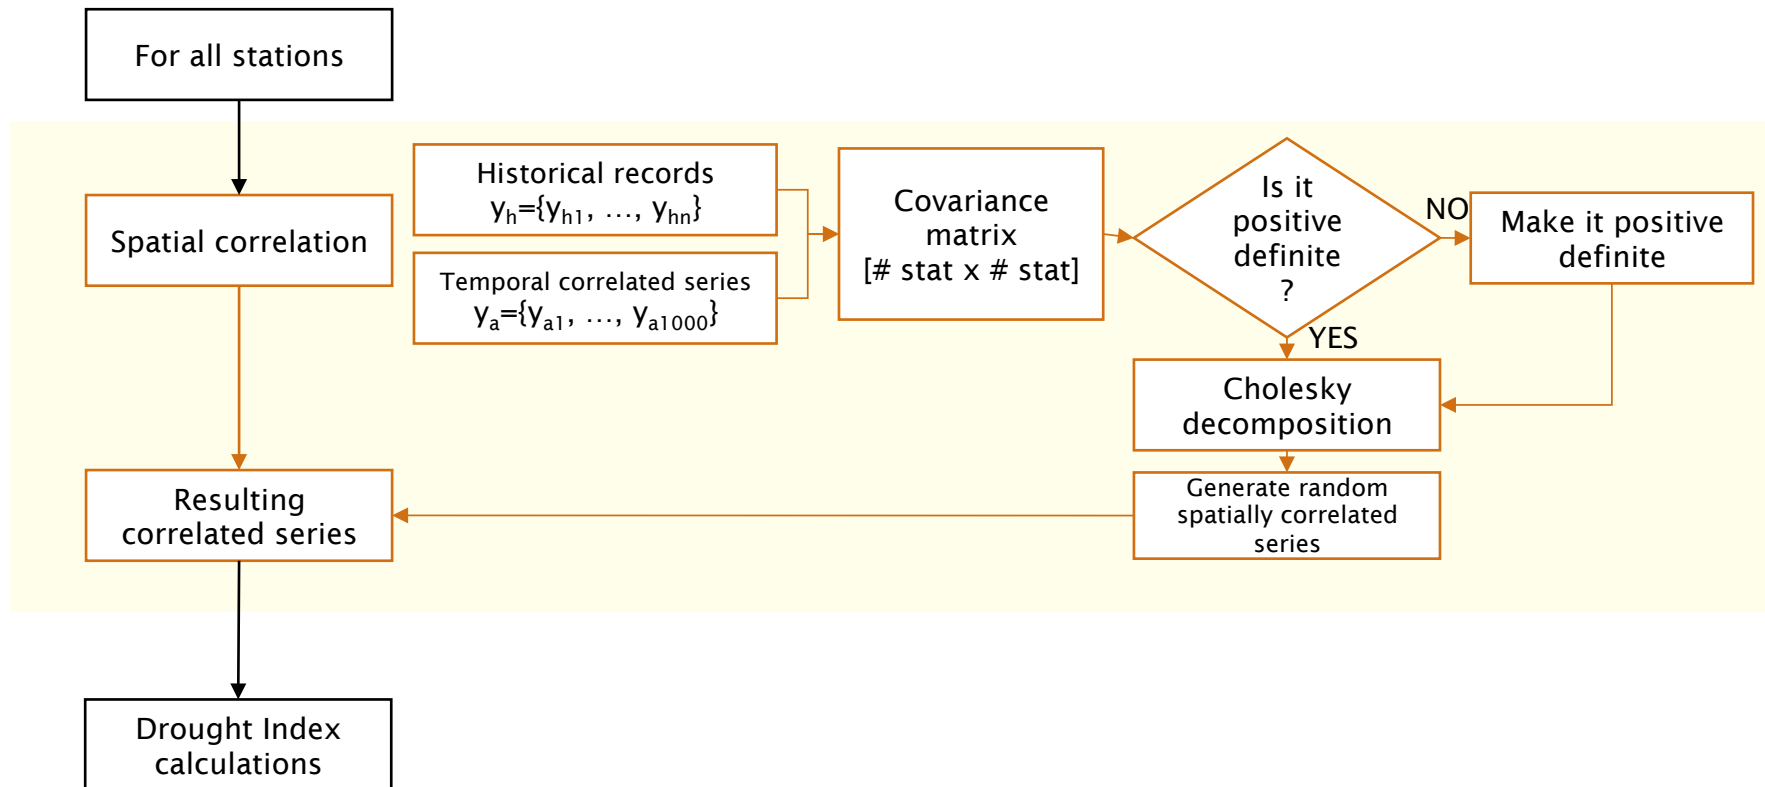 For all stations
Spatial correlation
Historical records
yh={yh1, …, yhn}
Temporal correlated series
ya={ya1, …, ya1000}
Covariance
matrix
[# stat x # stat]
Is it
positive
definite
?
NO
Make it positive
definite
YES
Cholesky
decomposition
Generate random
spatially correlated
series
Resulting
correlated series
Drought Index
calculations